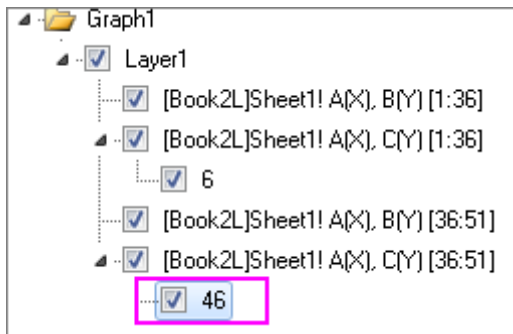 Graph1
Layer1
[Book2L]Sheet1! A(X), B(Y) [1:36]
[Book2L]Sheet1! A(X), C(Y) [1:36]
6
[Book2L]Sheet1! A(X), B(Y) [36:51]
[Book2L]Sheet1! A(X), C(Y) [36:51]
46